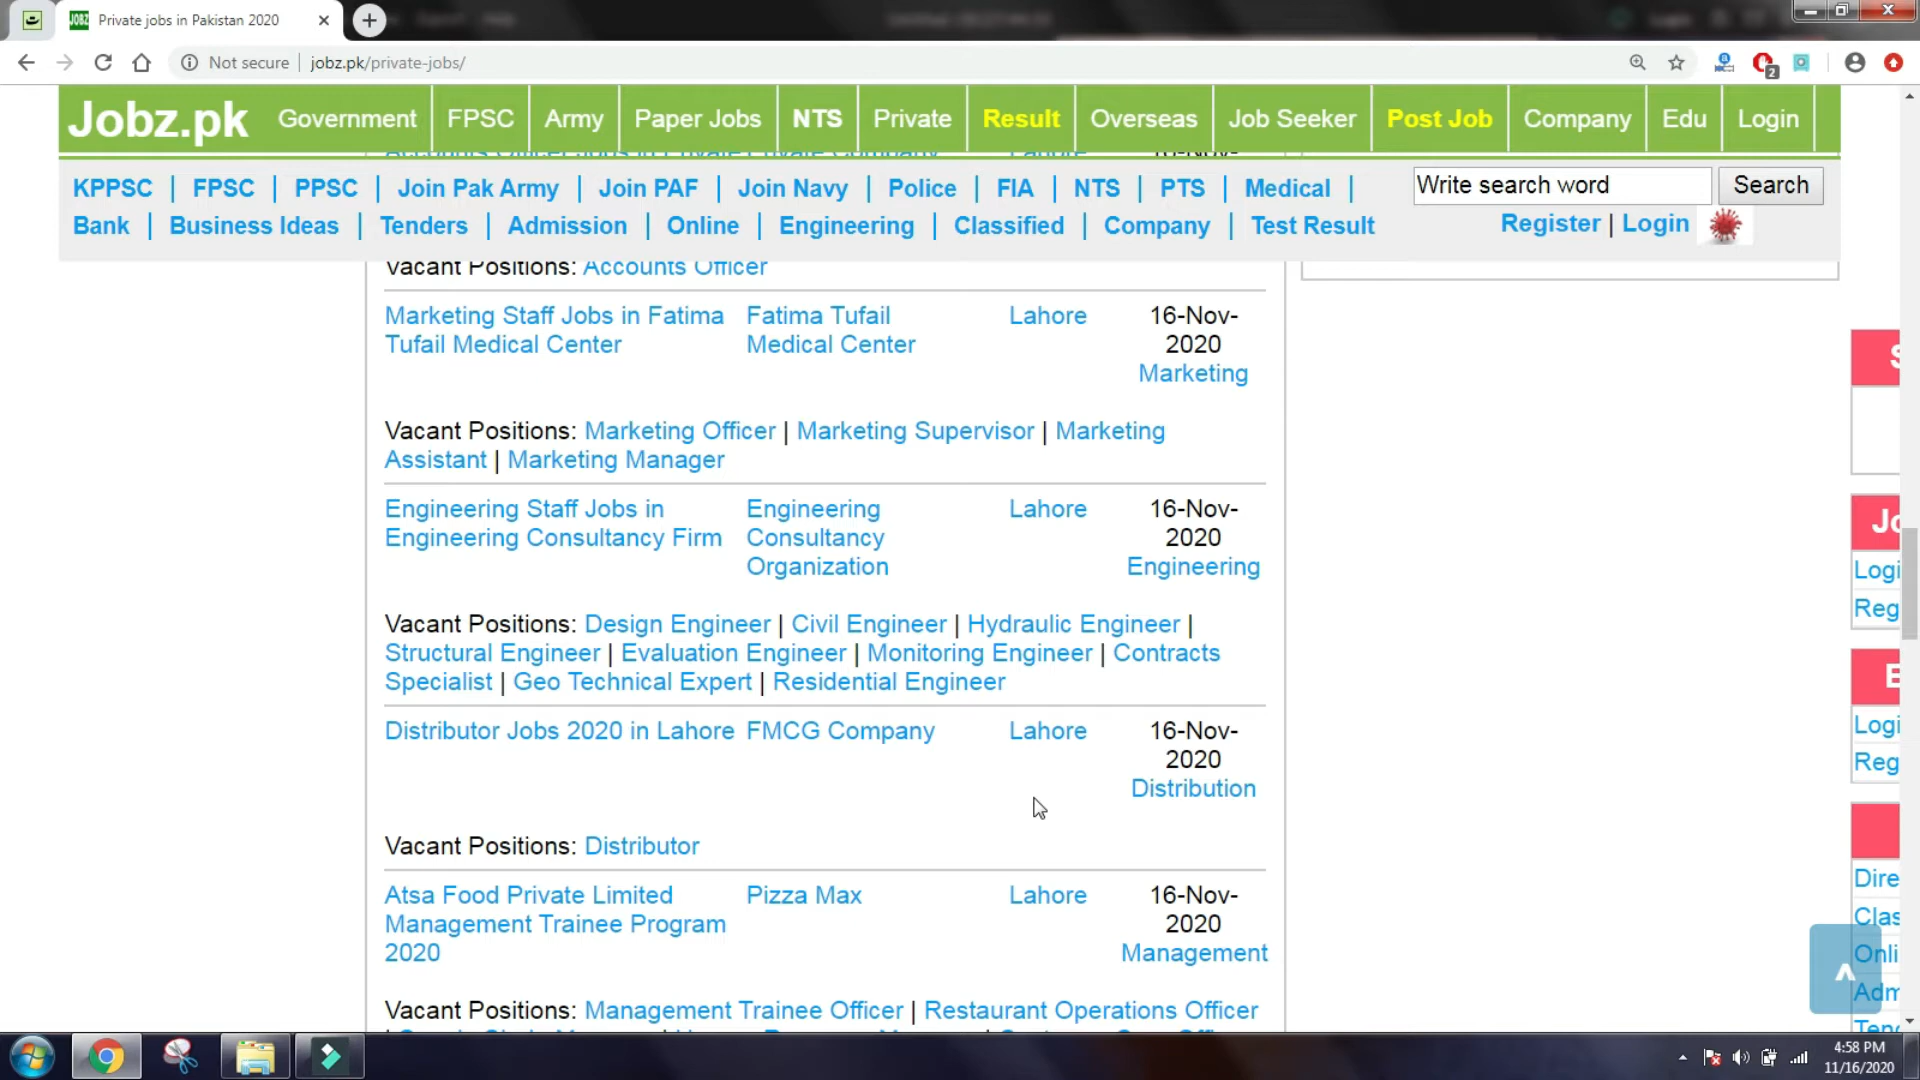 Private jobs in Pakistan 2020
Not secure | jobz.pk/private-jobs/
2
Jobz.pk Government FPSC Army Paper Jobs NTS Private Result Overseas Job Seeker Post Job Company Edu Login
KPPSC | FPSC | PPSC | Join Pak Army | Join PAF | Join Navy | Police | FIA | NTS | PTS | Medical |
Write search word Search
Bank | Business Ideas | Tenders | Admission | Online | Engineering | Classified | Company | Test Result
Register | Login
Vacant Positions: Accounts Officer
Marketing Staff Jobs in Fatima Tufail Medical Center
Fatima Tufail Medical Center
Lahore
16-Nov-2020
Marketing
Vacant Positions: Marketing Officer | Marketing Supervisor | Marketing
Assistant | Marketing Manager
Engineering Staff Jobs in Engineering Consultancy Firm
Engineering Consultancy Organization
Lahore
16-Nov-2020
Engineering
Vacant Positions: Design Engineer | Civil Engineer | Hydraulic Engineer |
Structural Engineer | Evaluation Engineer | Monitoring Engineer | Contracts
Specialist | Geo Technical Expert | Residential Engineer
Distributor Jobs 2020 in Lahore
FMCG Company
Lahore
16-Nov-2020
Distribution
Vacant Positions: Distributor
Atsa Food Private Limited Management Trainee Program 2020
Pizza Max
Lahore
16-Nov-2020
Management
Vacant Positions: Management Trainee Officer | Restaurant Operations Officer
Logi
Reg
Logi
Reg
Dire
Clas
Onli
Adm
4:58 PM
11/16/2020